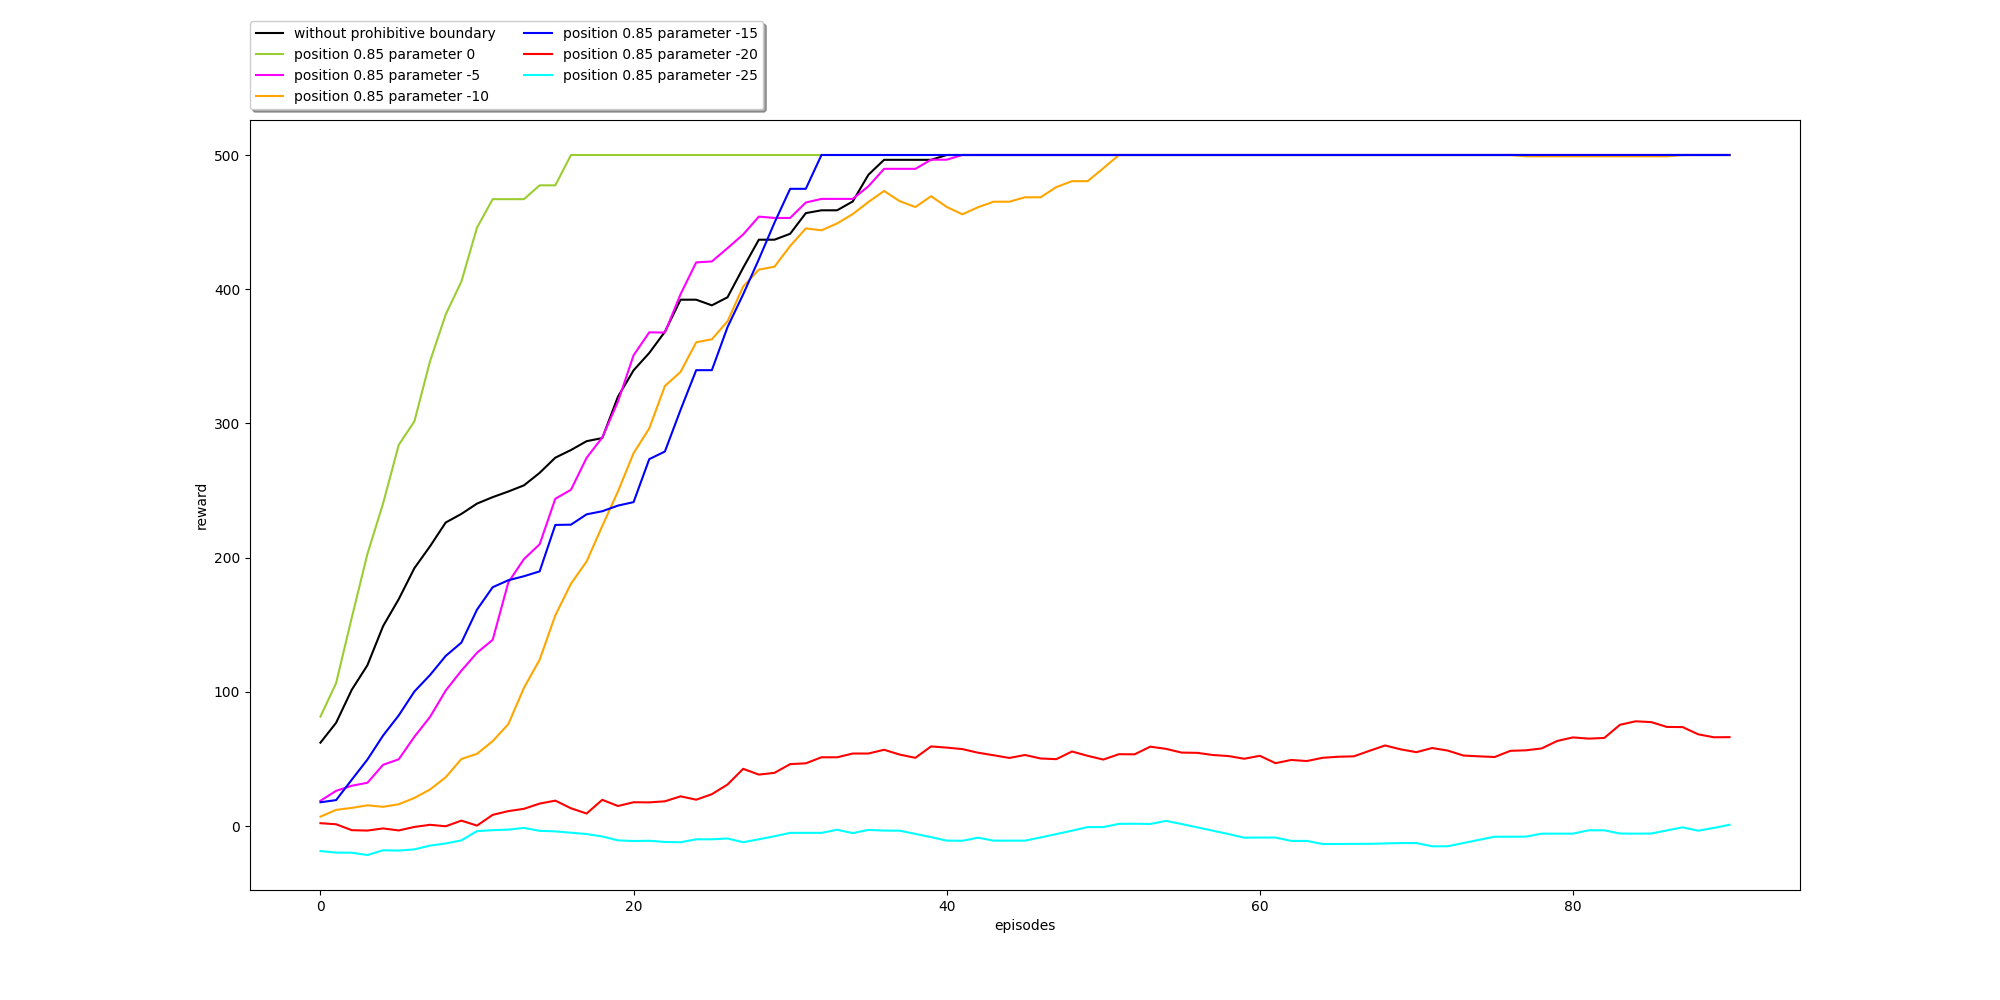 without prohibitive boundary
position 0.85 parameter 0
position 0.85 parameter -5
position 0.85 parameter -10
position 0.85 parameter -15
position 0.85 parameter -20
position 0.85 parameter -25
500
400
300
200
100
0
reward
0 20 40 60 80
episodes